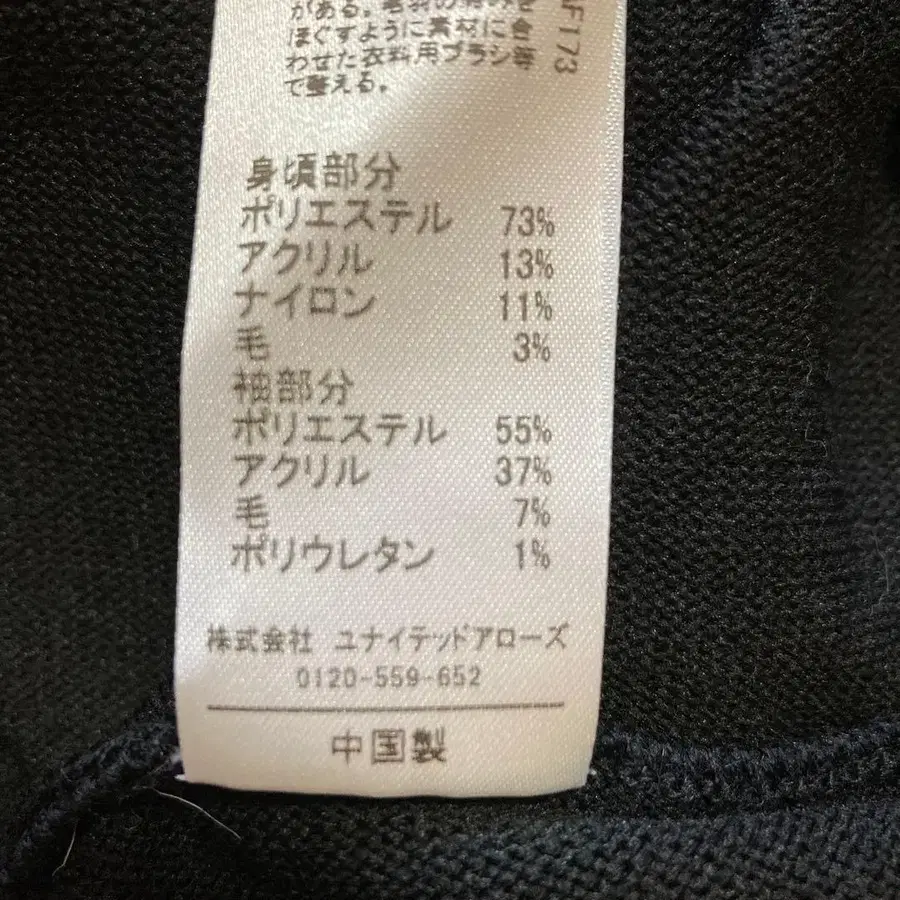 がある。毛羽の
ほぐすように素材に合
わせた衣料用ブラシ等
で整える。
F173
身頃部分
ポリエステル 73%
アクリル 13%
ナイロン 11%
毛 3%
袖部分
ポリエステル 55%
アクリル 37%
毛 7%
ポリウレタン 1%
株式会社 ユナイテッドアローズ
0120-559-652
中国製